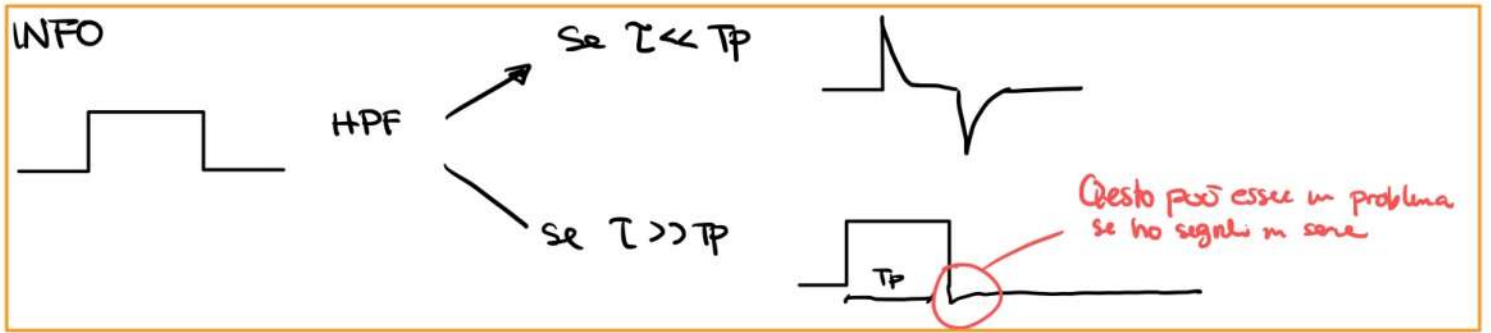 INFO
HPF
Se τ << Tp
se τ >> Tp
Tp
Questo può essere un problema
se ho segnali in serie